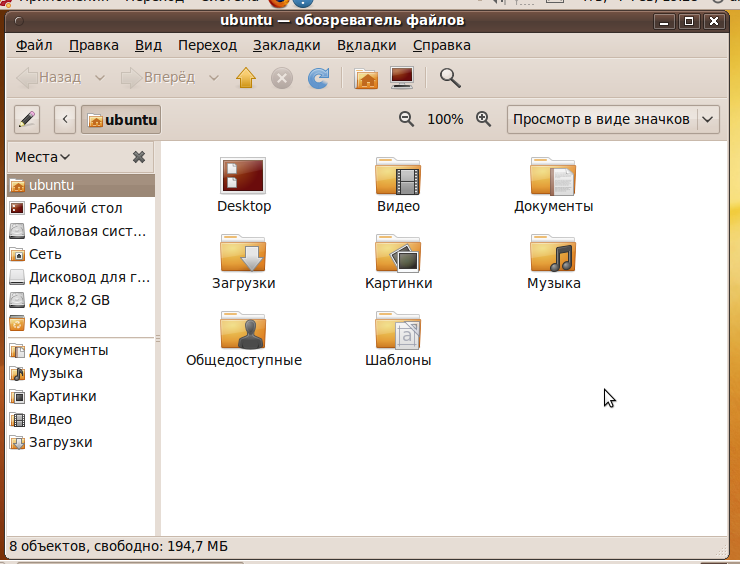 ubuntu — обозреватель файлов
Файл Правка Вид Переход Закладки Вкладки Справка
Назад Вперёд
ubuntu 100% Просмотр в виде значков
Места
ubuntu
Рабочий стол
Файловая сист...
Сеть
Дисковод для г...
Диск 8,2 GB
Корзина
Документы
Музыка
Картинки
Видео
Загрузки
Desktop Видео Документы
Загрузки Картинки Музыка
Общедоступные Шаблоны
8 объектов, свободно: 194,7 МБ